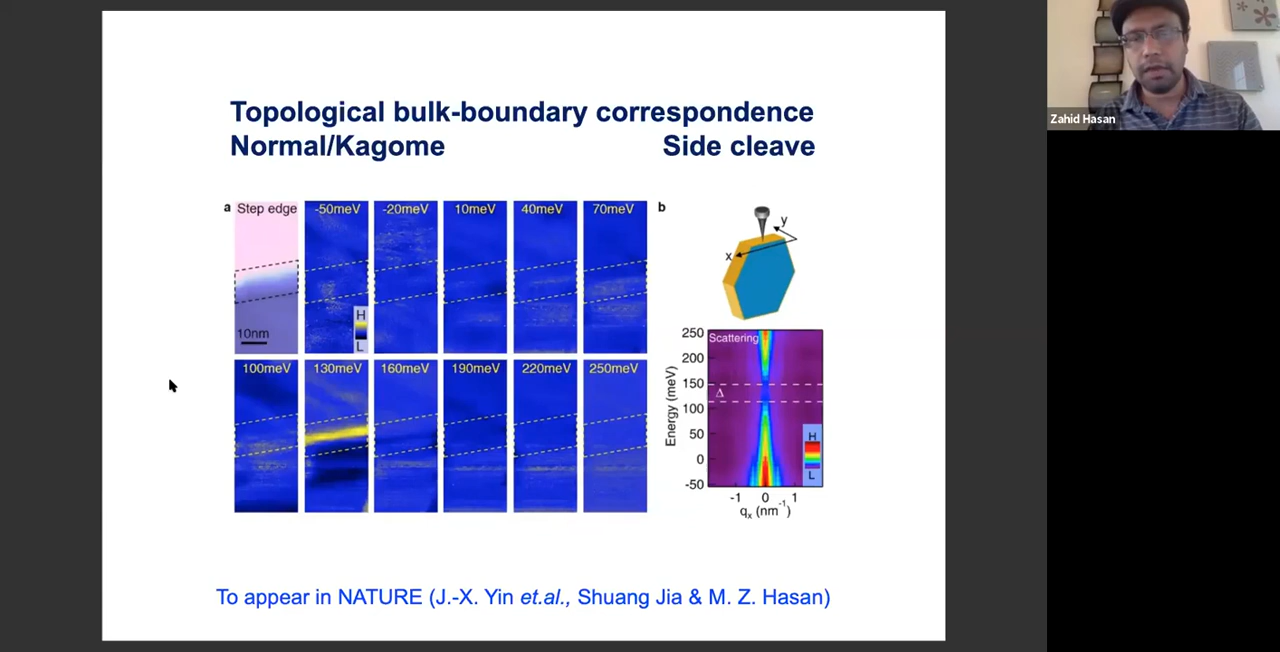 Topological bulk-boundary correspondence
Normal/Kagome Side cleave
a
Step edge -50meV -20meV 10meV 40meV 70meV
H
L
10nm
100meV 130meV 160meV 190meV 220meV 250meV
b
y
x
250 Scattering
200
150
Δ
100
50
0
-50
H
L
Energy (meV)
-1 0 1
qx (nm-1)
To appear in NATURE (J.-X. Yin et.al., Shuang Jia & M. Z. Hasan)
Zahid Hasan